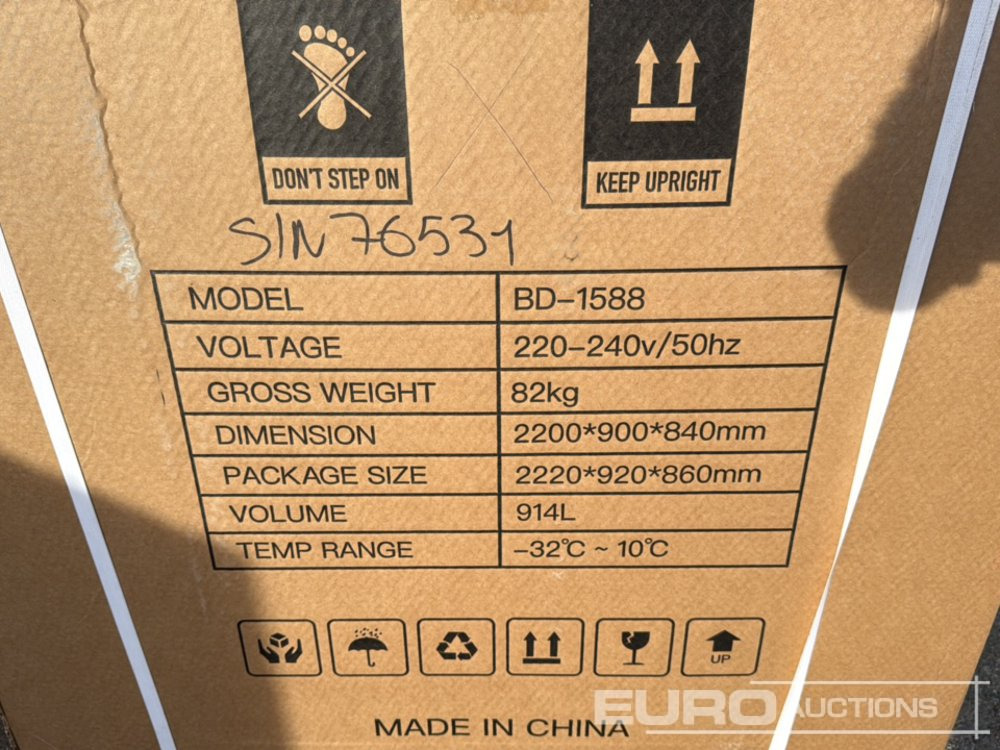 DON'T STEP ON
KEEP UPRIGHT
S/N 76531
MODEL BD-1588
VOLTAGE 220-240v/50hz
GROSS WEIGHT 82kg
DIMENSION 2200*900*840mm
PACKAGE SIZE 2220*920*860mm
VOLUME 914L
TEMP RANGE -32℃ ~ 10℃
UP
MADE IN CHINA
EURO AUCTIONS